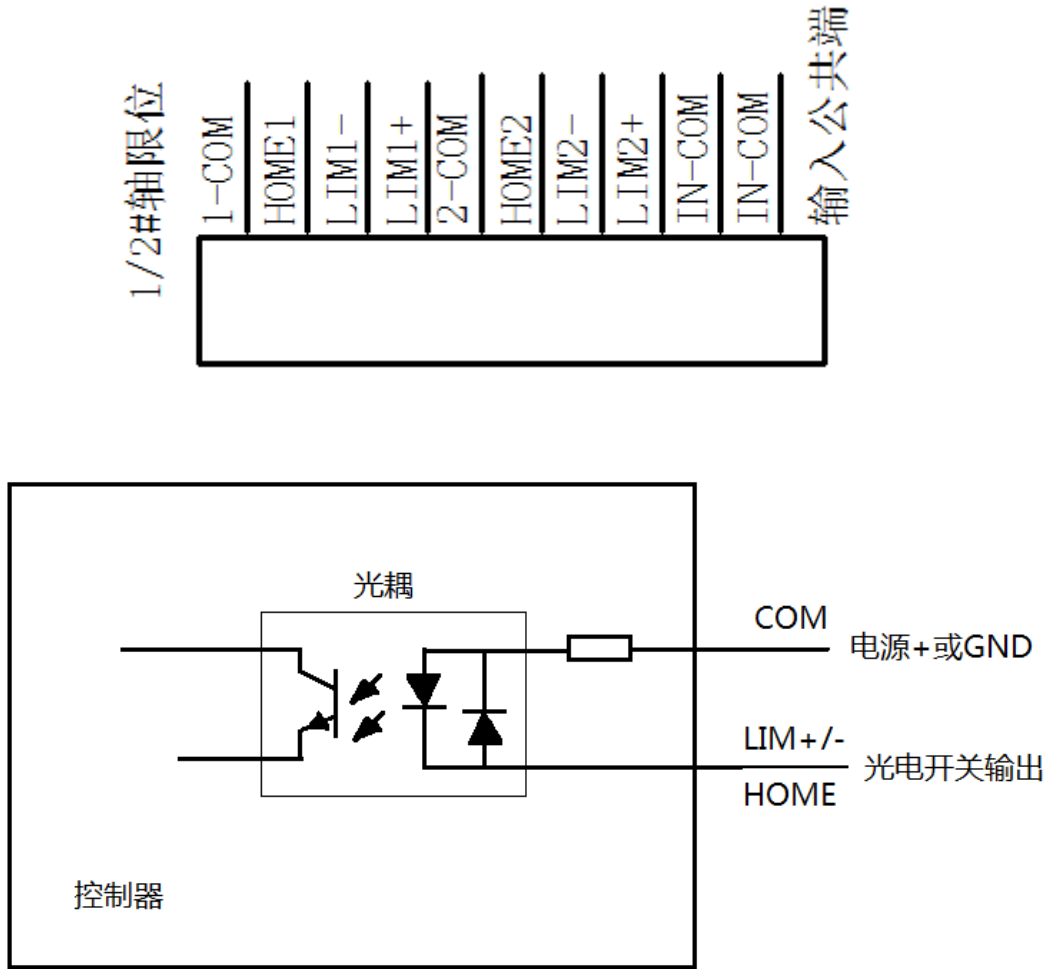 1/2#轴限位
1-COM
HOME1
LIM1-
LIM1+
2-COM
HOME2
LIM2-
LIM2+
IN-COM
IN-COM
输入公共端
光耦
COM
电源+或GND
LIM+/-
光电开关输出
HOME
控制器